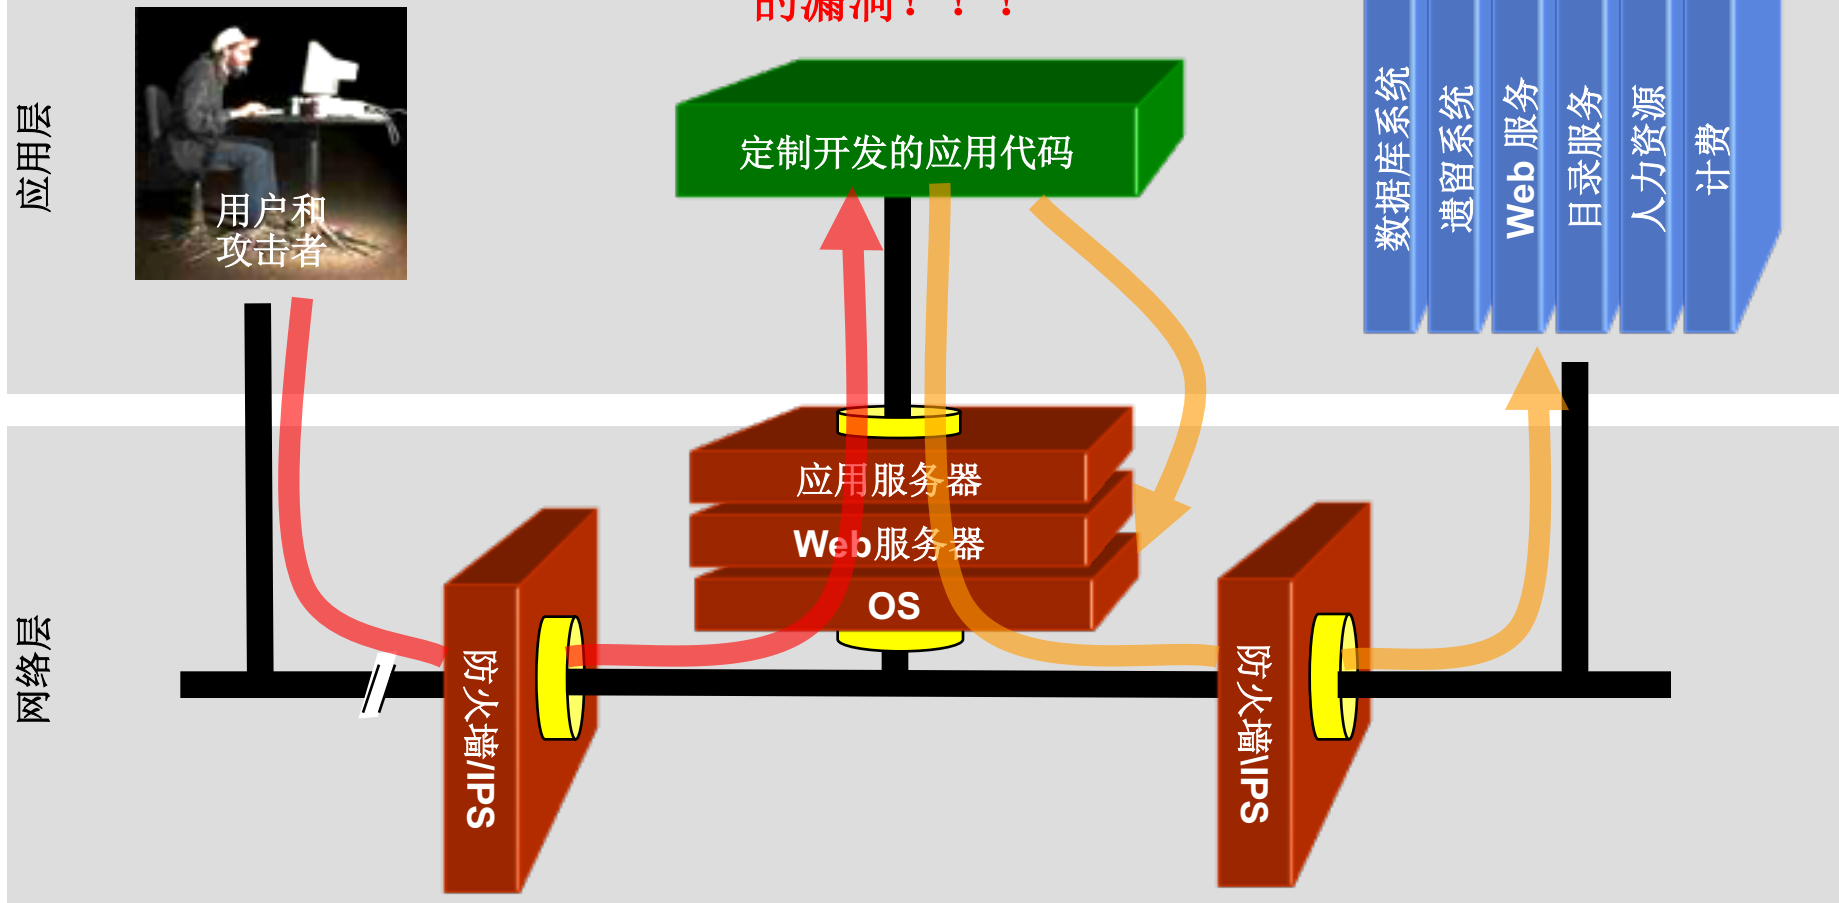 的漏洞！！！
应用层
用户和
攻击者
定制开发的应用代码
数据库系统
遗留系统
Web 服务
目录服务
人力资源
计费
网络层
应用服务器
Web服务器
OS
防火墙/IPS
防火墙\IPS